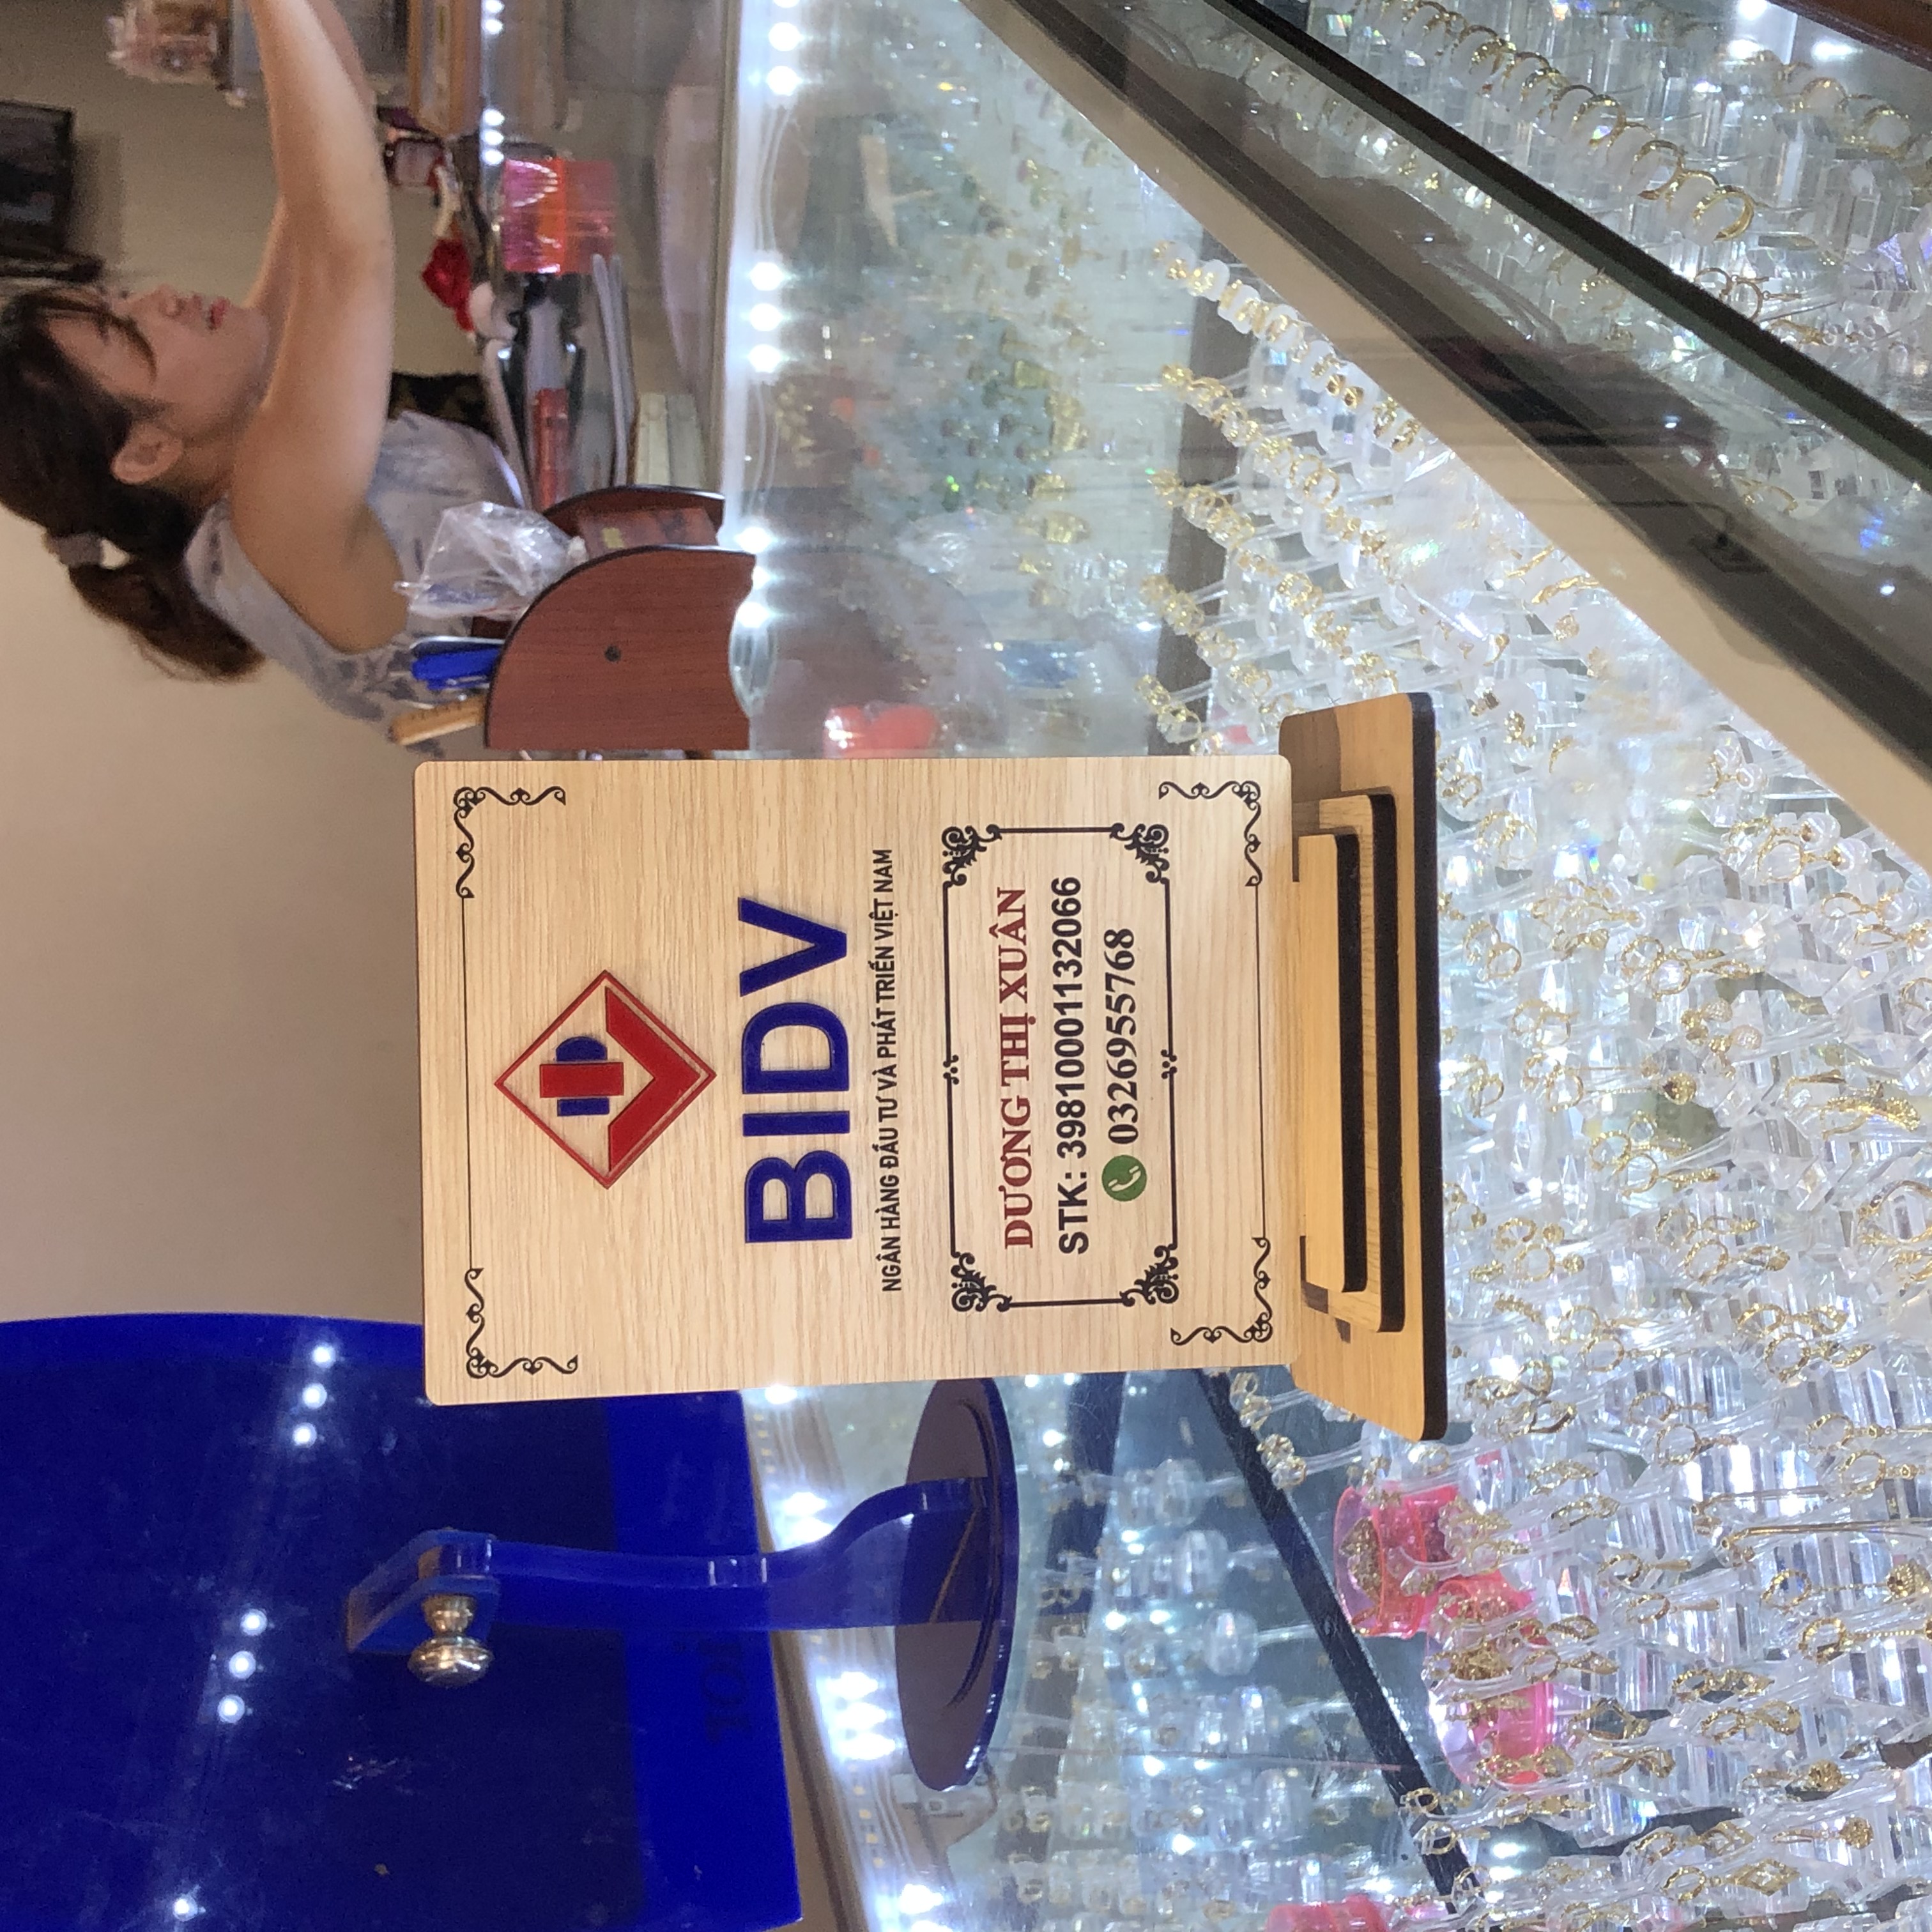 BIDV
NGÂN HÀNG ĐẦU TƯ VÀ PHÁT TRIỂN VIỆT NAM
DƯƠNG THỊ XUÂN
STK: 39810001132066
0326955768